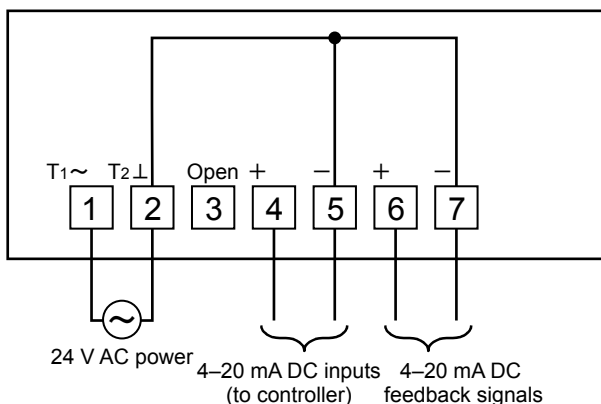 T1~ T2⊥ Open + − + −
1 2 3 4 5 6 7
~
24 V AC power
4–20 mA DC inputs
(to controller)
4–20 mA DC
feedback signals